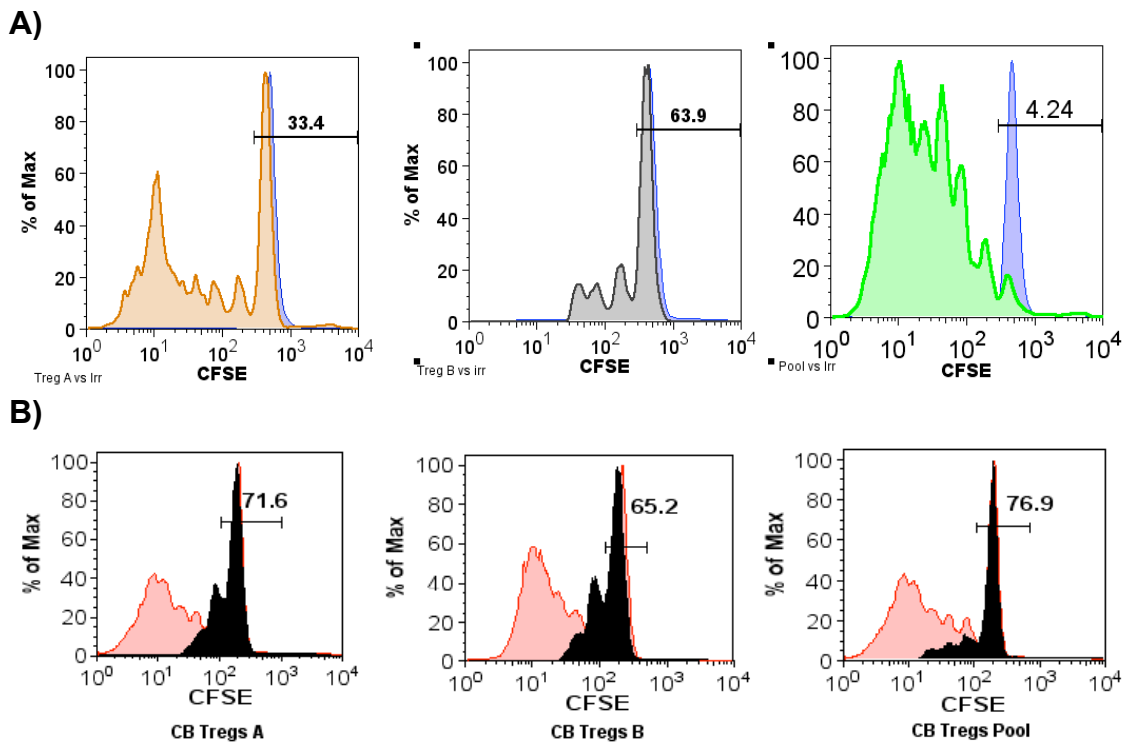 A)
% of Max
100
80
60
40
20
0
33.4
10^0 10^1 10^2 10^3 10^4
CFSE
Treg A vs Irr
% of Max
100
80
60
40
20
0
63.9
10^0 10^1 10^2 10^3 10^4
CFSE
Treg B vs irr
% of Max
100
80
60
40
20
0
4.24
10^0 10^1 10^2 10^3 10^4
CFSE
Pool vs Irr
B)
% of Max
100
80
60
40
20
0
71.6
10^0 10^1 10^2 10^3 10^4
CFSE
CB Tregs A
% of Max
100
80
60
40
20
0
65.2
10^0 10^1 10^2 10^3 10^4
CFSE
CB Tregs B
% of Max
100
80
60
40
20
0
76.9
10^0 10^1 10^2 10^3 10^4
CFSE
CB Tregs Pool